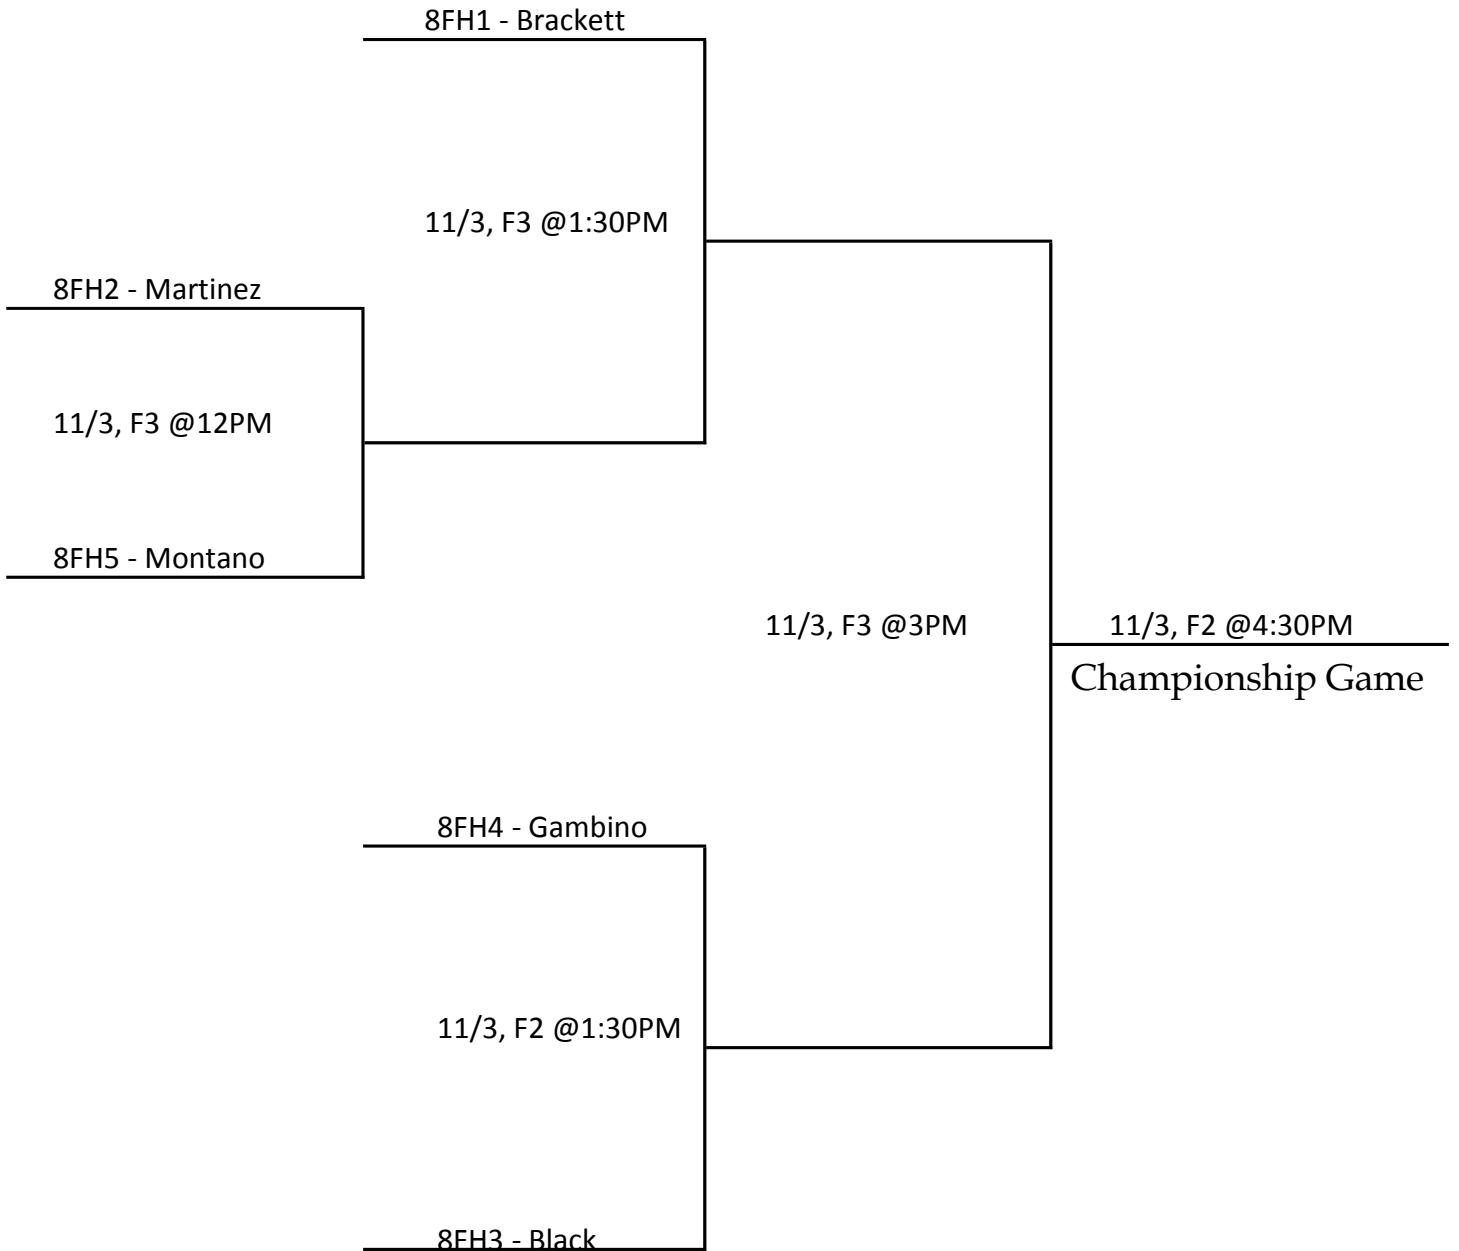 8FH1 - Brackett
11/3, F3 @1:30PM
8FH2 - Martinez
11/3, F3 @12PM
8FH5 - Montano
11/3, F3 @3PM
11/3, F2 @4:30PM
Championship Game
8FH4 - Gambino
11/3, F2 @1:30PM
8FH3 - Black